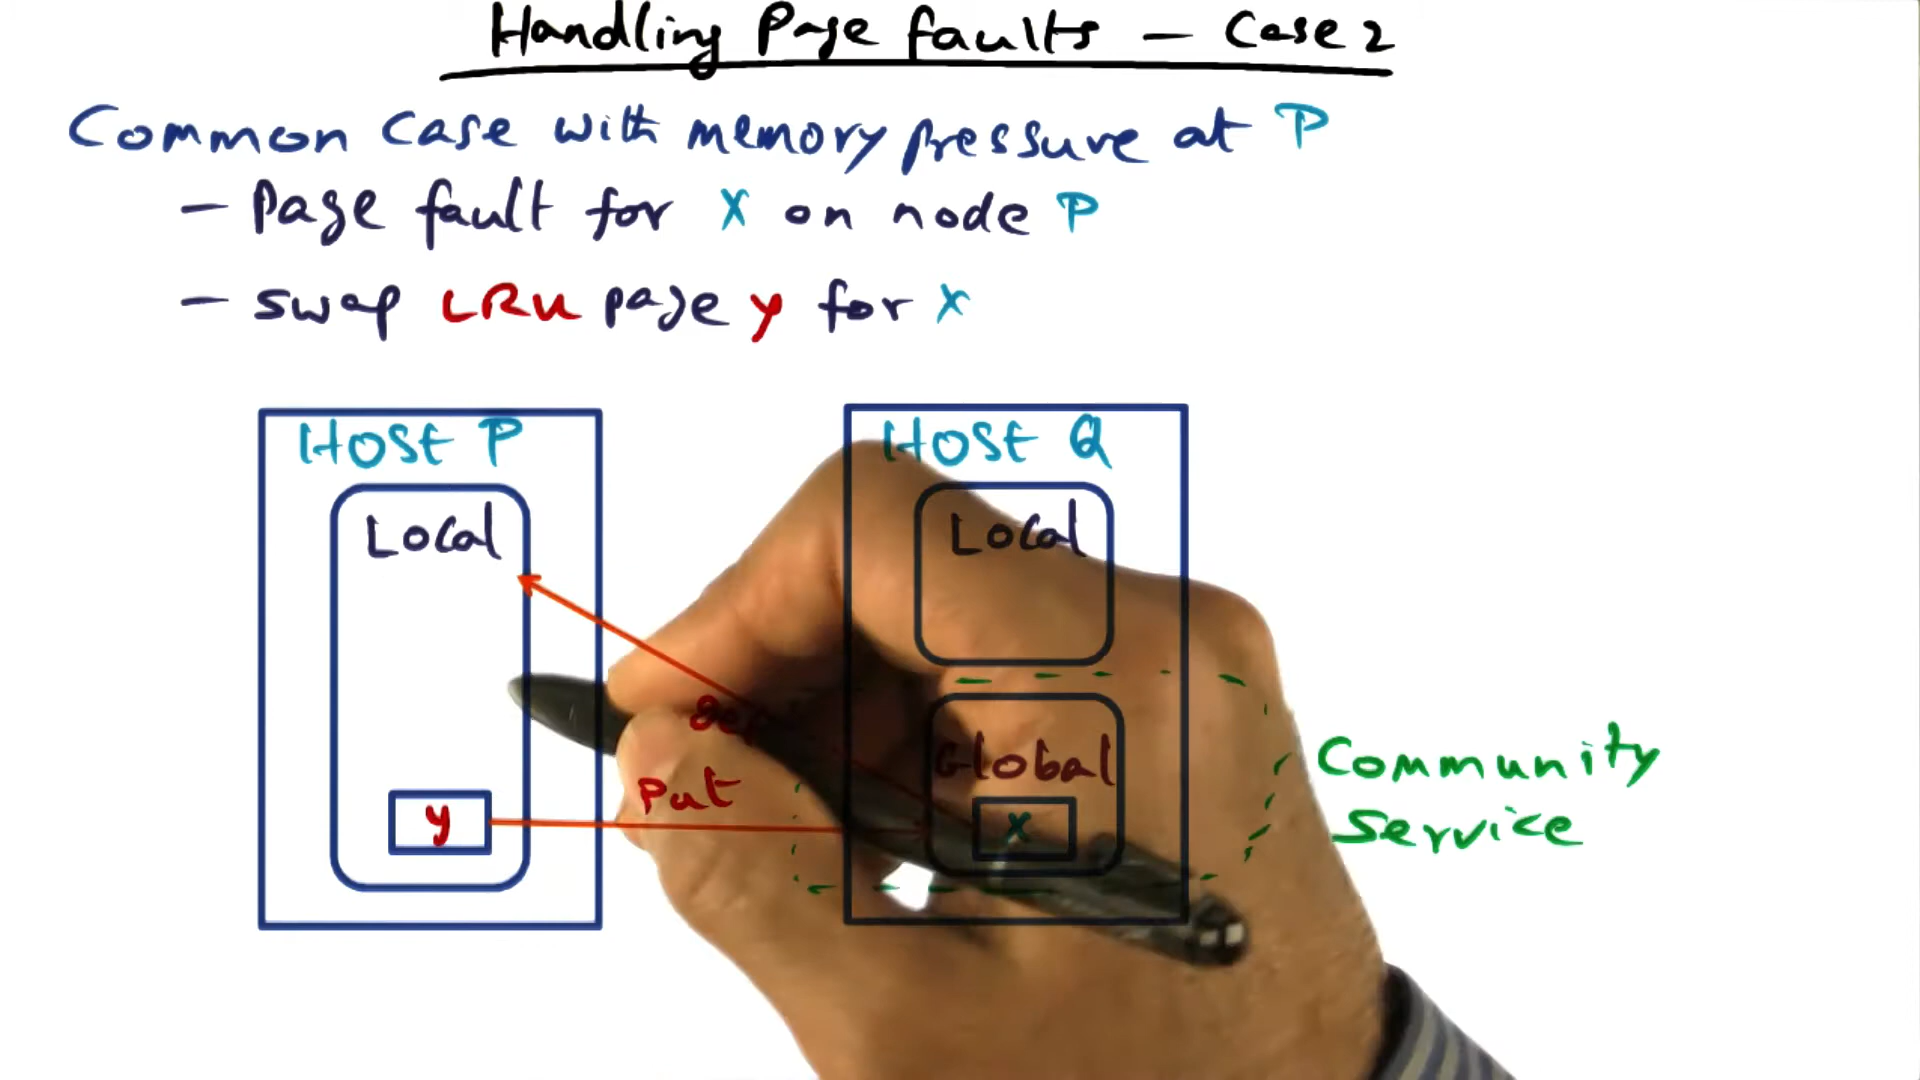 Handling Page faults - Case 2
Common case with memory pressure at P
- Page fault for X on node P
- swap LRU page y for X
Host P
Host Q
Local
Local
Put
Global
Community
Service
y
X